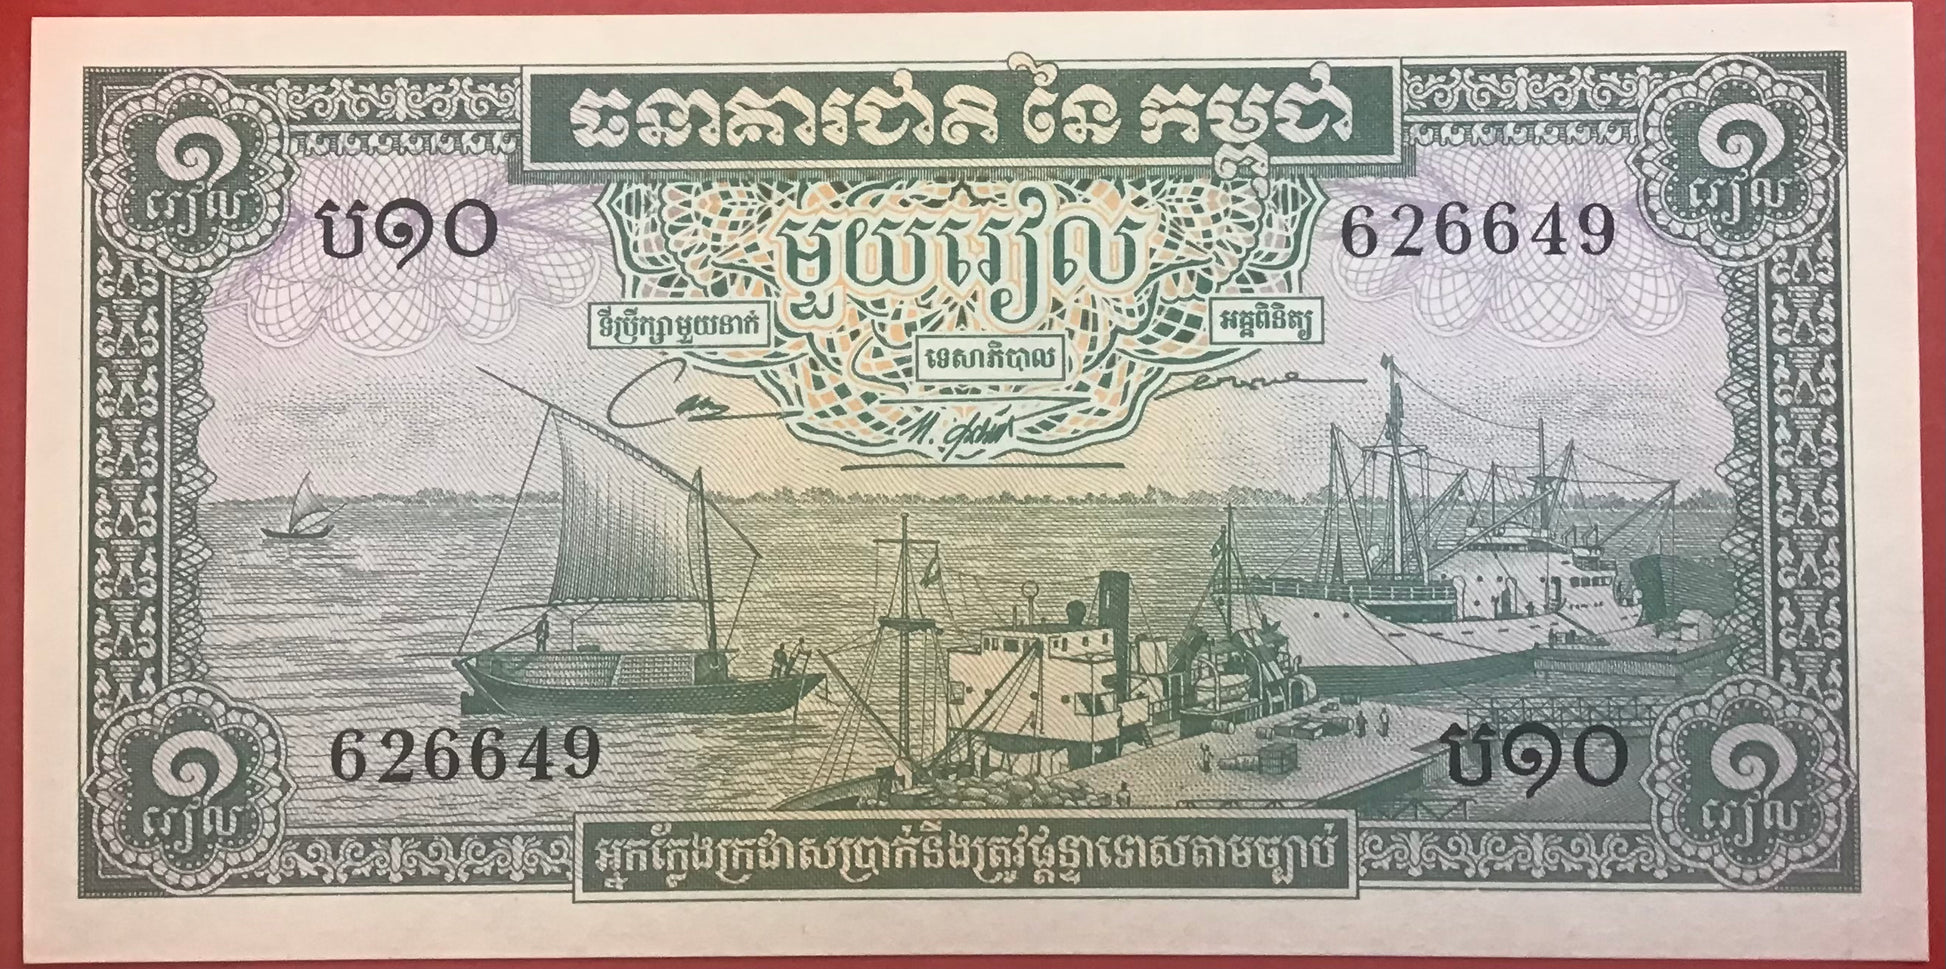 ធនាគារជាតិ នៃ កម្ពុជា
១
រៀល
១
រៀល
ប១០
មួយរៀល
626649
ទីប្រឹក្សាមួយនាក់
អគ្គពិនិត្យ
ទេសាភិបាល
626649
ប១០
១
រៀល
១
រៀល
អ្នកក្លែងក្រដាសប្រាក់នឹងត្រូវផ្តន្ទាទោសតាមច្បាប់